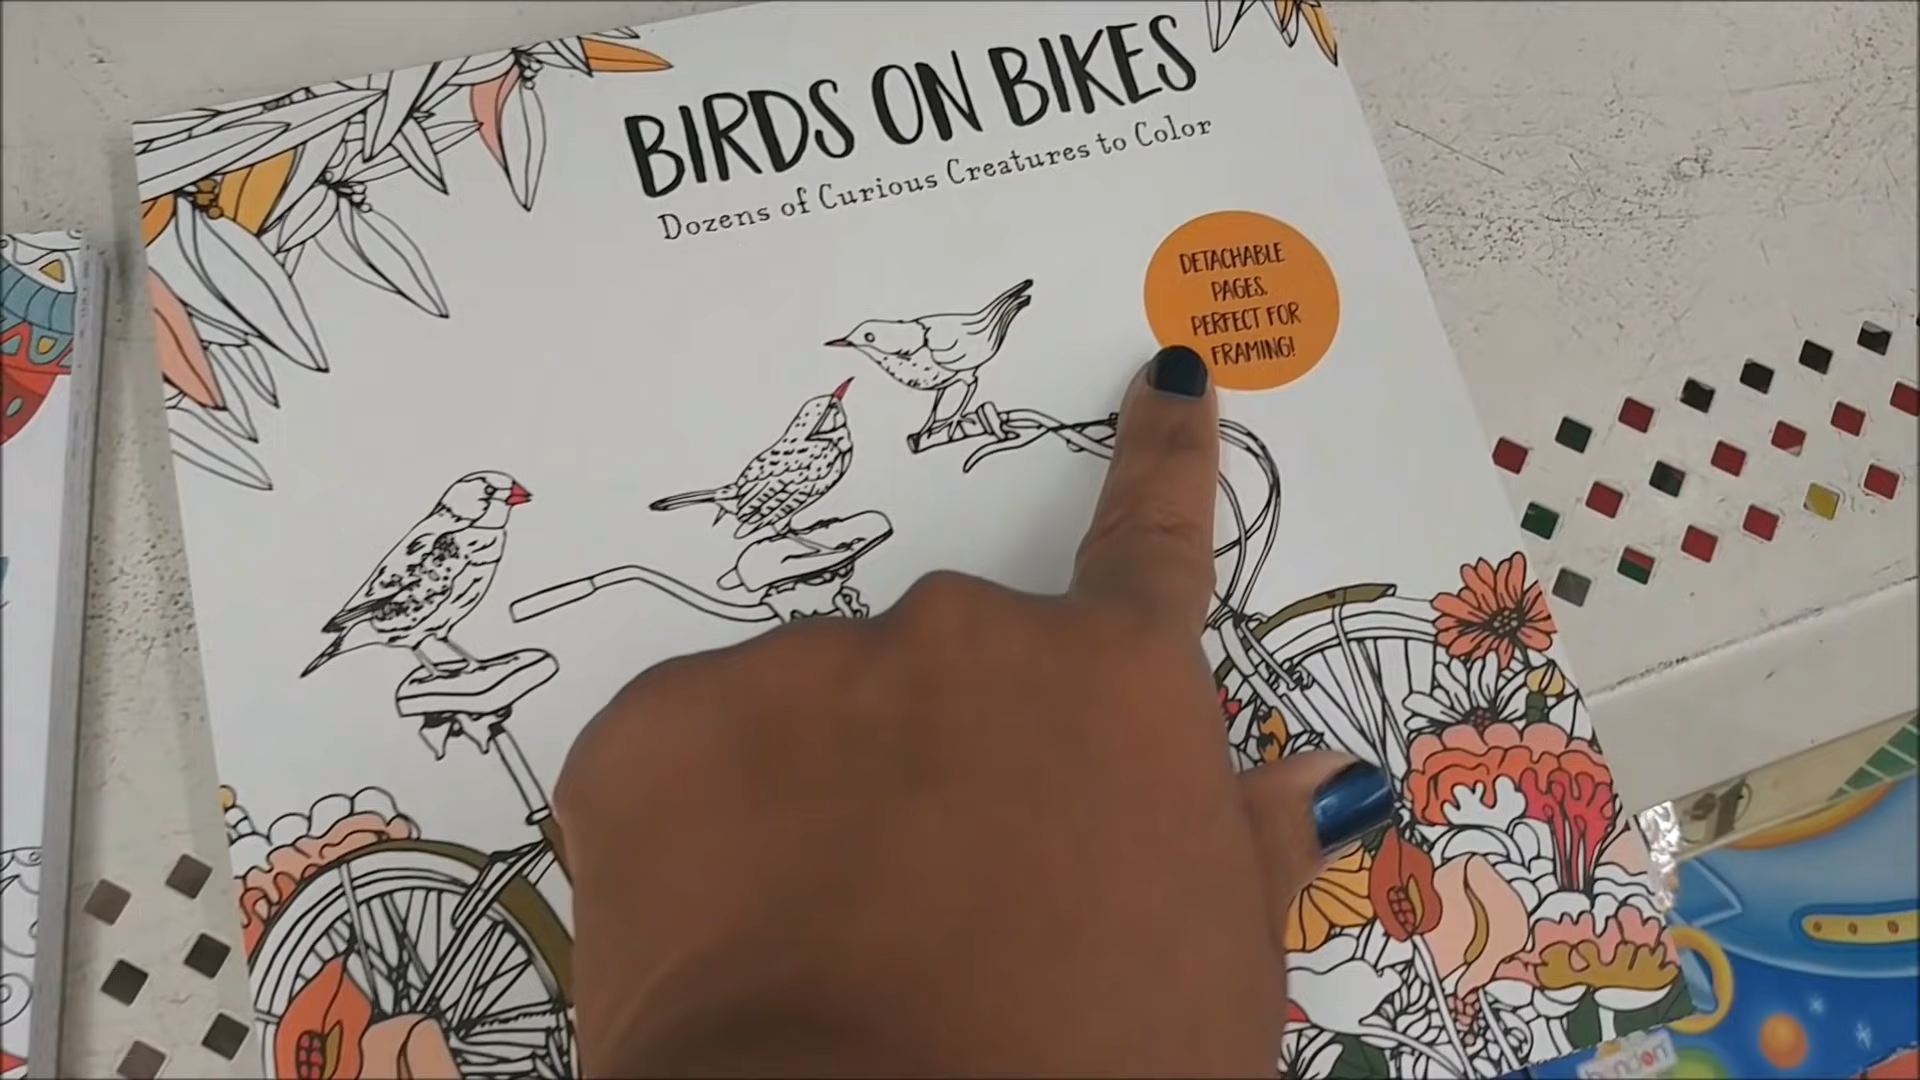 BIRDS ON BIKES
Dozens of Curious Creatures to Color
DETACHABLE
PAGES,
PERFECT FOR
FRAMING!